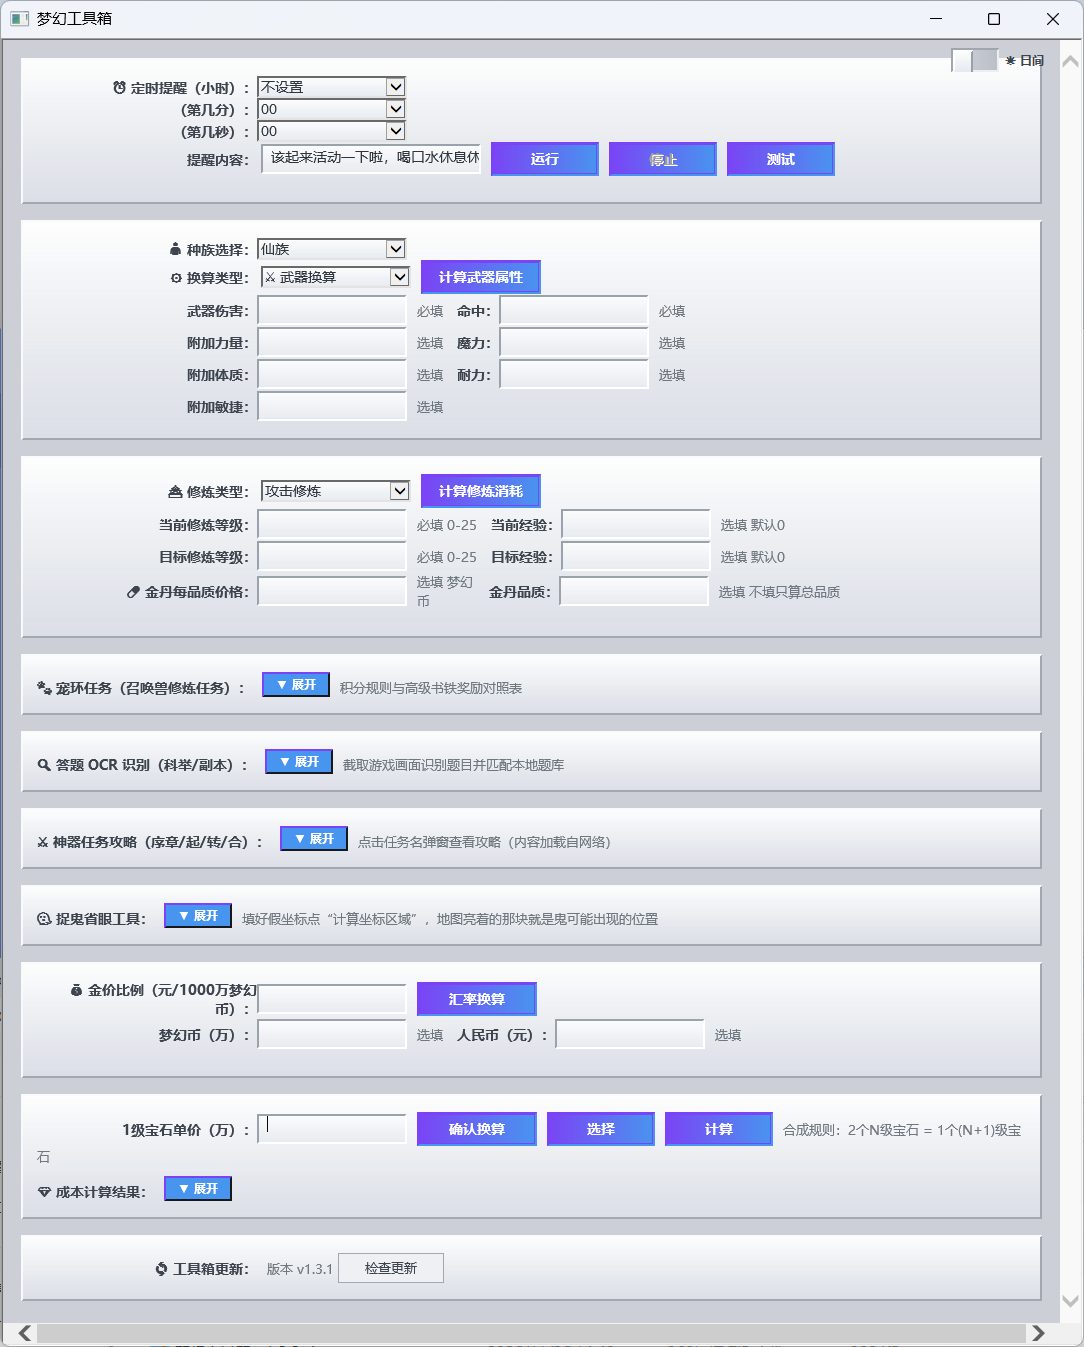 梦幻工具箱
日间
定时提醒（小时）： 不设置
（第几分）： 00
（第几秒）： 00
提醒内容： 该起来活动一下啦，喝口水休息休 运行 停止 测试
种族选择： 仙族
换算类型： ⚔ 武器换算 计算武器属性
武器伤害： 必填 命中： 必填
附加力量： 选填 魔力： 选填
附加体质： 选填 耐力： 选填
附加敏捷： 选填
修炼类型： 攻击修炼 计算修炼消耗
当前修炼等级： 必填 0-25 当前经验： 选填 默认0
目标修炼等级： 必填 0-25 目标经验： 选填 默认0
金丹每品质价格： 选填 梦幻
币 金丹品质： 选填 不填只算总品质
宠环任务（召唤兽修炼任务）： ▼ 展开 积分规则与高级书铁奖励对照表
答题 OCR 识别（科举/副本）： ▼ 展开 截取游戏画面识别题目并匹配本地题库
⚔ 神器任务攻略（序章/起/转/合）： ▼ 展开 点击任务名弹窗查看攻略（内容加载自网络）
捉鬼省眼工具： ▼ 展开 填好假坐标点“计算坐标区域”，地图亮着的那块就是鬼可能出现的位置
金价比例（元/1000万梦幻
币）： 汇率换算
梦幻币（万）： 选填 人民币（元）： 选填
1级宝石单价（万）： 确认换算 选择 计算 合成规则：2个N级宝石 = 1个(N+1)级宝
石
成本计算结果： ▼ 展开
工具箱更新： 版本 v1.3.1 检查更新